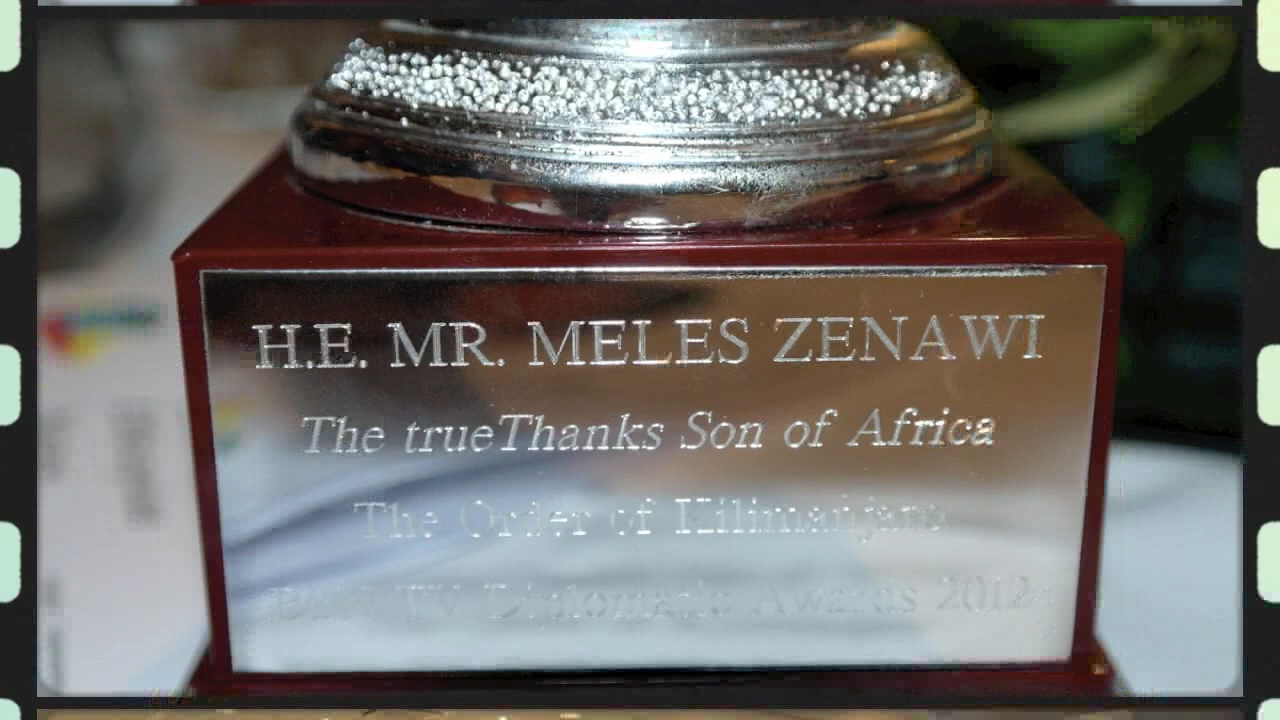 H.E. MR. MELES ZENAWI
The trueThanks Son of Africa
The Order of Kilimanjaro
TV Diplomatic Awards 2012